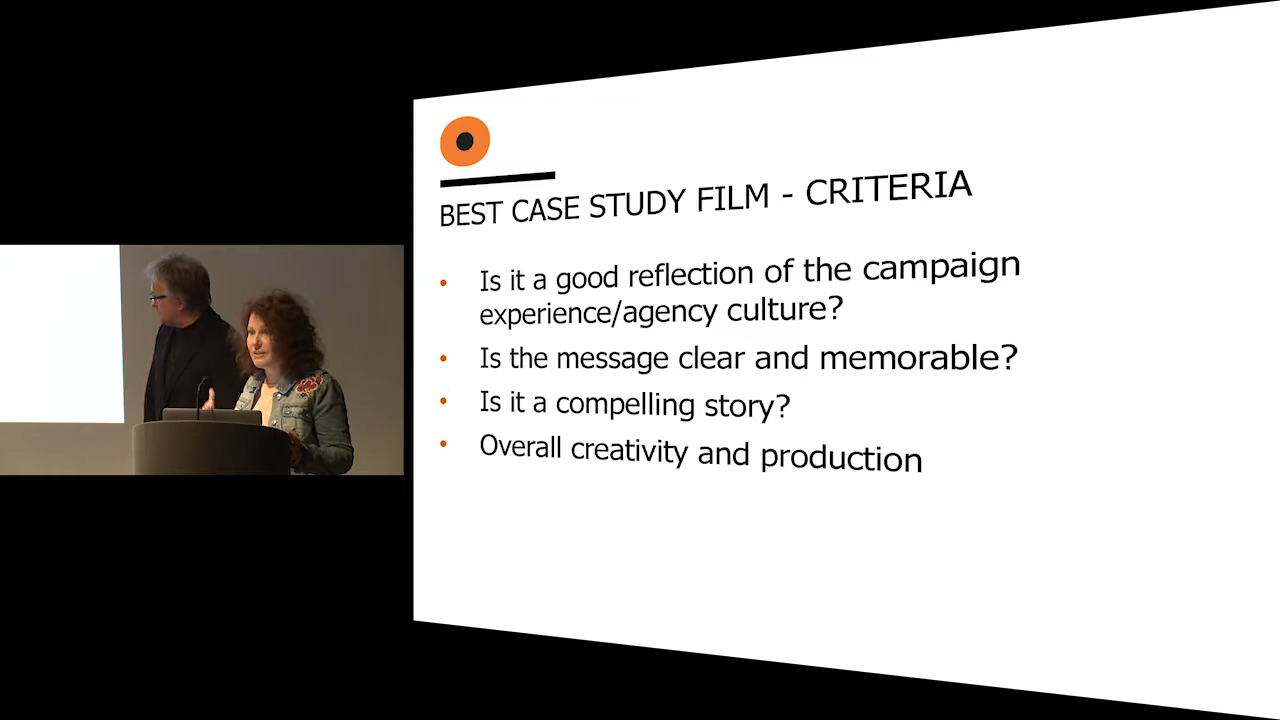 BEST CASE STUDY FILM - CRITERIA
• Is it a good reflection of the campaign
experience/agency culture?
• Is the message clear and memorable?
• Is it a compelling story?
• Overall creativity and production